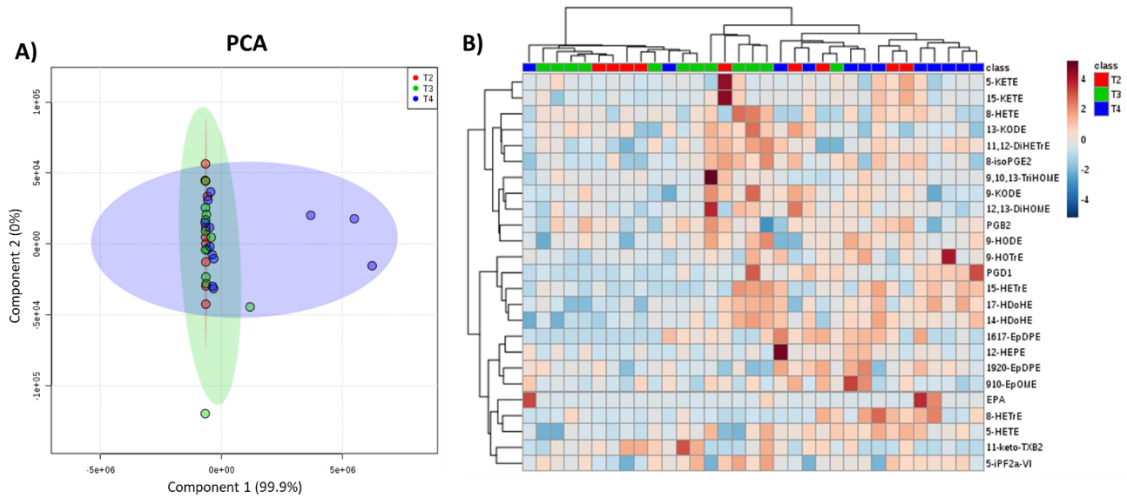 A)
PCA
T2
T3
T4
1e+05
5e+04
0e+00
-5e+04
-1e+05
Component 2 (0%)
-5e+06
0e+00
5e+06
Component 1 (99.9%)
B)
class
5-KETE
15-KETE
8-HETE
13-KODE
11,12-DiHETrE
8-isoPGE2
9,10,13-TriHOME
9-KODE
12,13-DiHOME
PGB2
9-HODE
9-HOTrE
PGD1
15-HETrE
17-HDoHE
14-HDoHE
1617-EpDPE
12-HEPE
1920-EpDPE
910-EpOME
EPA
8-HETrE
5-HETE
11-keto-TXB2
5-iPF2a-VI
4
2
0
-2
-4
class
T2
T3
T4